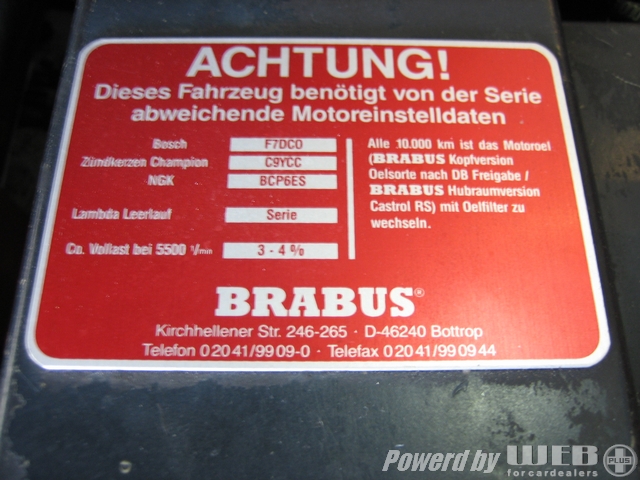 ACHTUNG!
Dieses Fahrzeug benötigt von der Serie
abweichende Motoreinstelldaten
Bosch F7DCO
Zündkerzen Champion C9YCC
NGK BCP6ES
Lambda Leerlauf Serie
Co. Vollast bei 5500 1/min 3 - 4%
Alle 10.000 km ist das Motoroel
(BRABUS Kopfversion
Oelsorte nach DB Freigabe /
BRABUS Hubraumversion
Castrol RS) mit Oelfilter zu
wechseln.
BRABUS®
Kirchhellener Str. 246-265 · D-46240 Bottrop
Telefon 0 20 41/99 09-0 · Telefax 0 20 41/99 09 44
Powerd by WEB PLUS
forcardealers